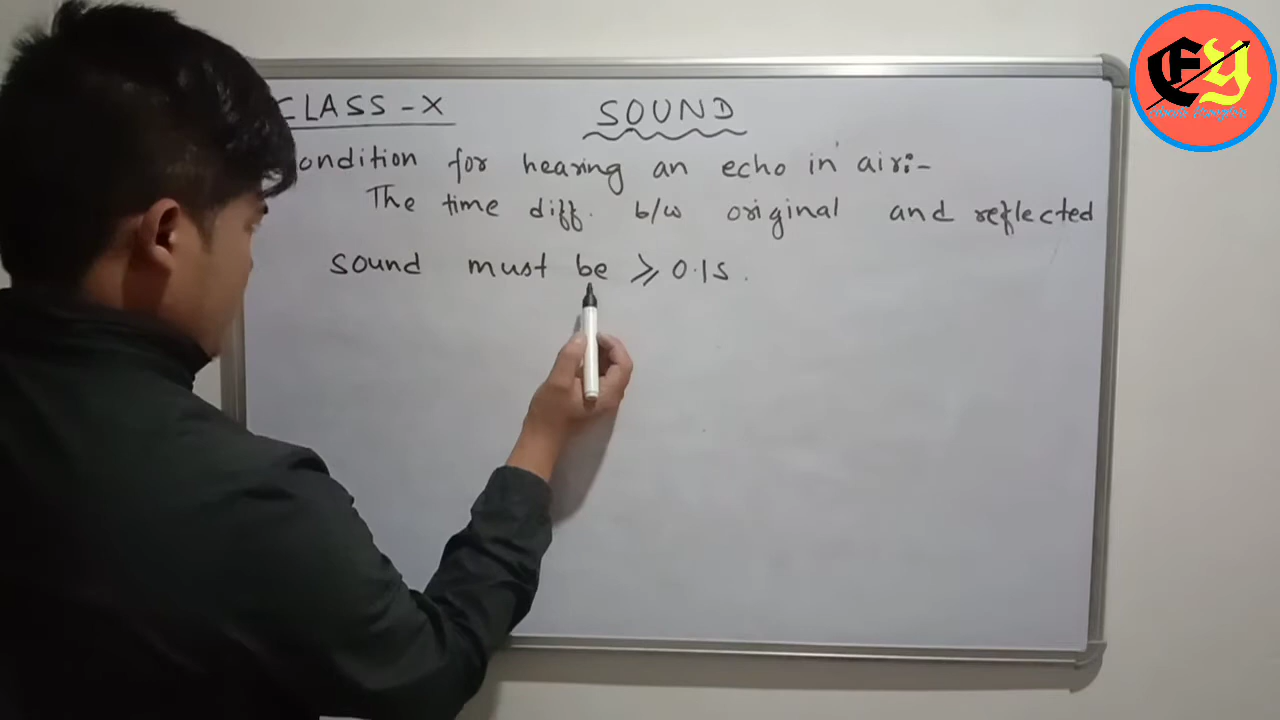 CLASS - X
SOUND
ondition for hearing an echo in air:-
The time diff. b/w original and reflected
sound must be ⩾ 0.1s.
EY